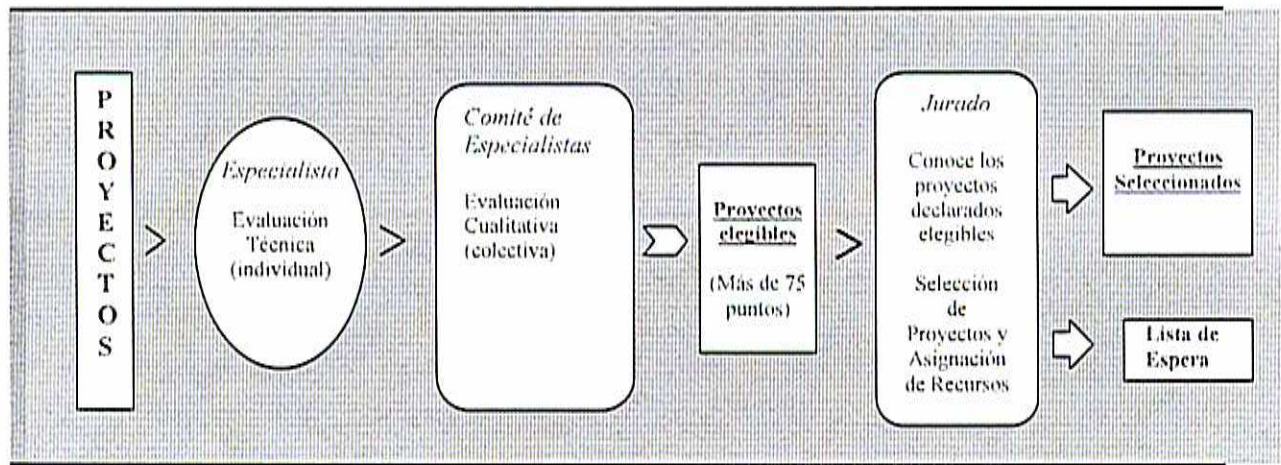 P
R
O
Y
E
C
T
O
S
>
Especialista
Evaluación
Técnica
(individual)
>
Comité de
Especialistas
Evaluación
Cualitativa
(colectiva)
Proyectos
elegibles
(Más de 75
puntos)
>
Jurado
Conoce los
proyectos
declarados
elegibles
Selección
de
Proyectos y
Asignación
de Recursos
Proyectos
Seleccionados
Lista de
Espera